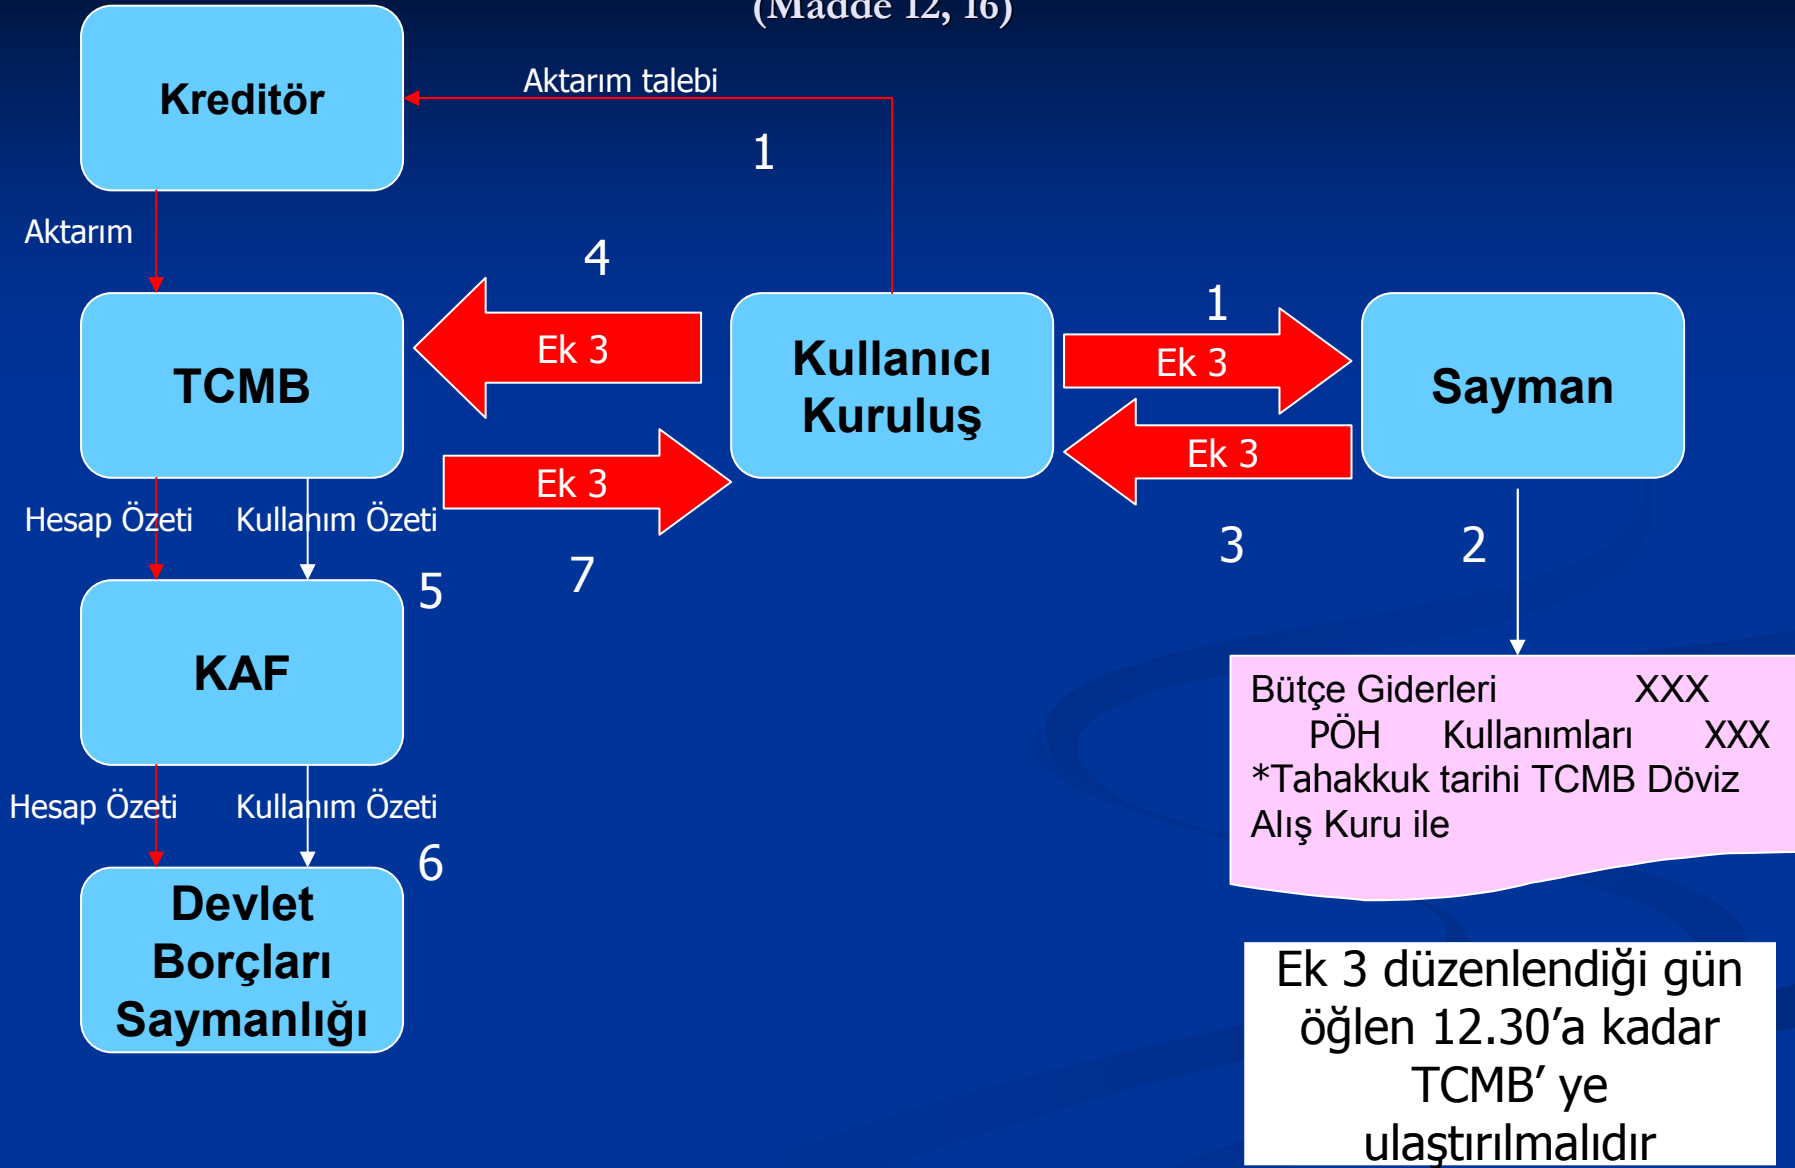 (Madde 12, 16)
Kreditör
Aktarım talebi
1
Aktarım
4
1
Ek 3
Ek 3
TCMB
Kullanıcı
Kuruluş
Sayman
Ek 3
Ek 3
Hesap Özeti Kullanım Özeti
3
2
7
5
KAF
Bütçe Giderleri XXX
PÖH Kullanımları XXX
*Tahakkuk tarihi TCMB Döviz
Alış Kuru ile
Hesap Özeti Kullanım Özeti
6
Devlet
Borçları
Saymanlığı
Ek 3 düzenlendiği gün
öğlen 12.30’a kadar
TCMB’ ye
ulaştırılmalıdır